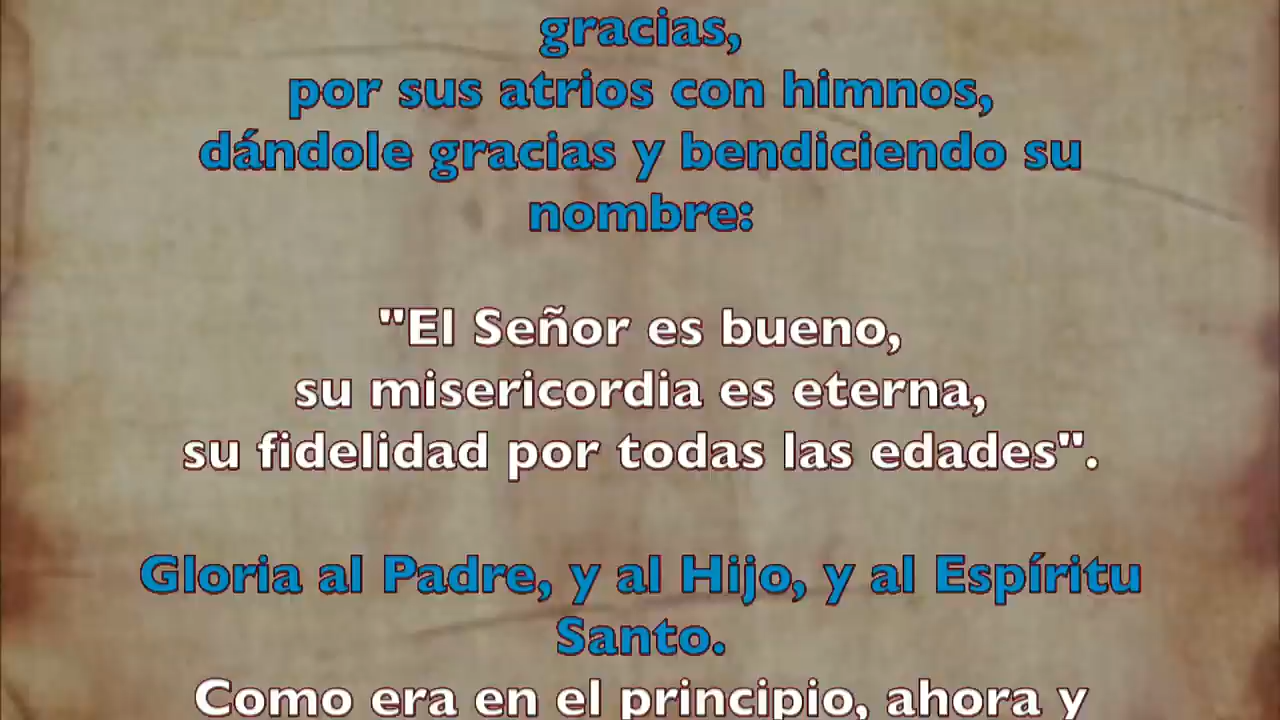 gracias,
por sus atrios con himnos,
dándole gracias y bendiciendo su
nombre:
"El Señor es bueno,
su misericordia es eterna,
su fidelidad por todas las edades".
Gloria al Padre, y al Hijo, y al Espíritu
Santo.
Como era en el principio, ahora y